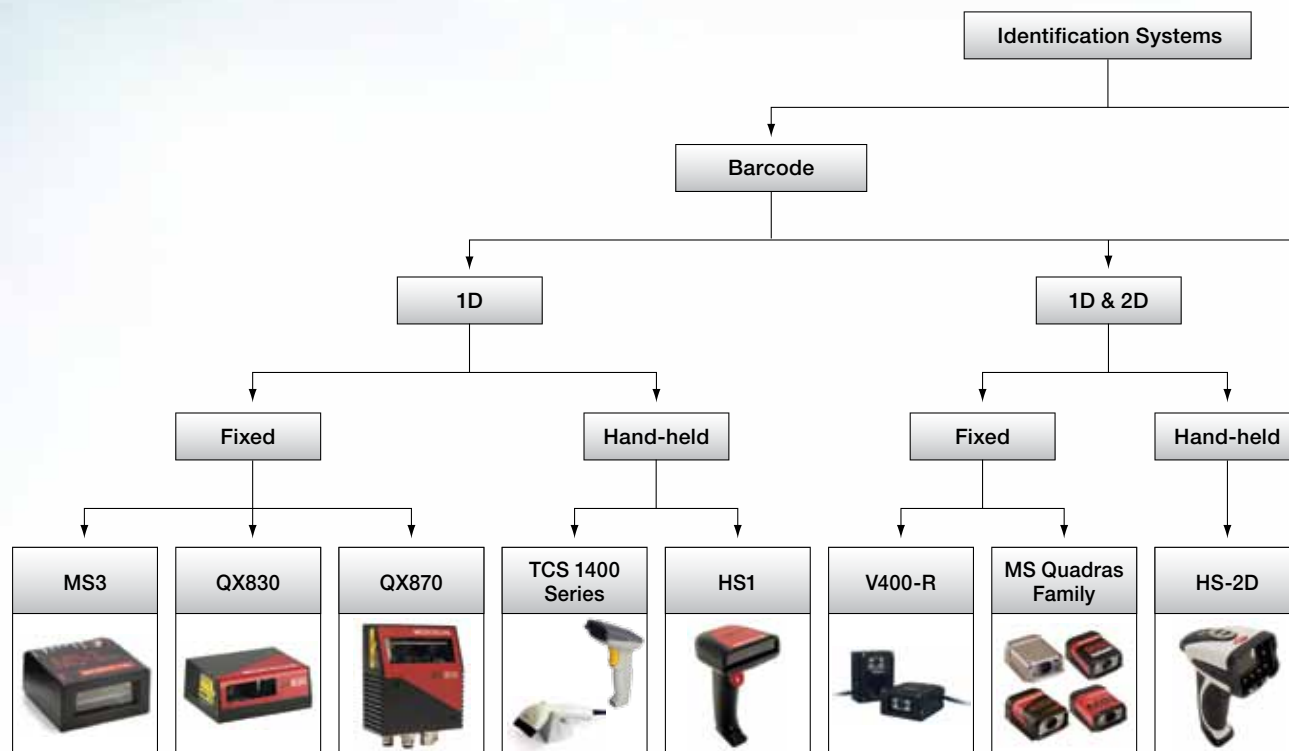 Identification Systems
Barcode
1D
1D & 2D
Fixed
Hand-held
Fixed
Hand-held
MS3
QX830
QX870
TCS 1400
Series
HS1
V400-R
MS Quadras
Family
HS-2D